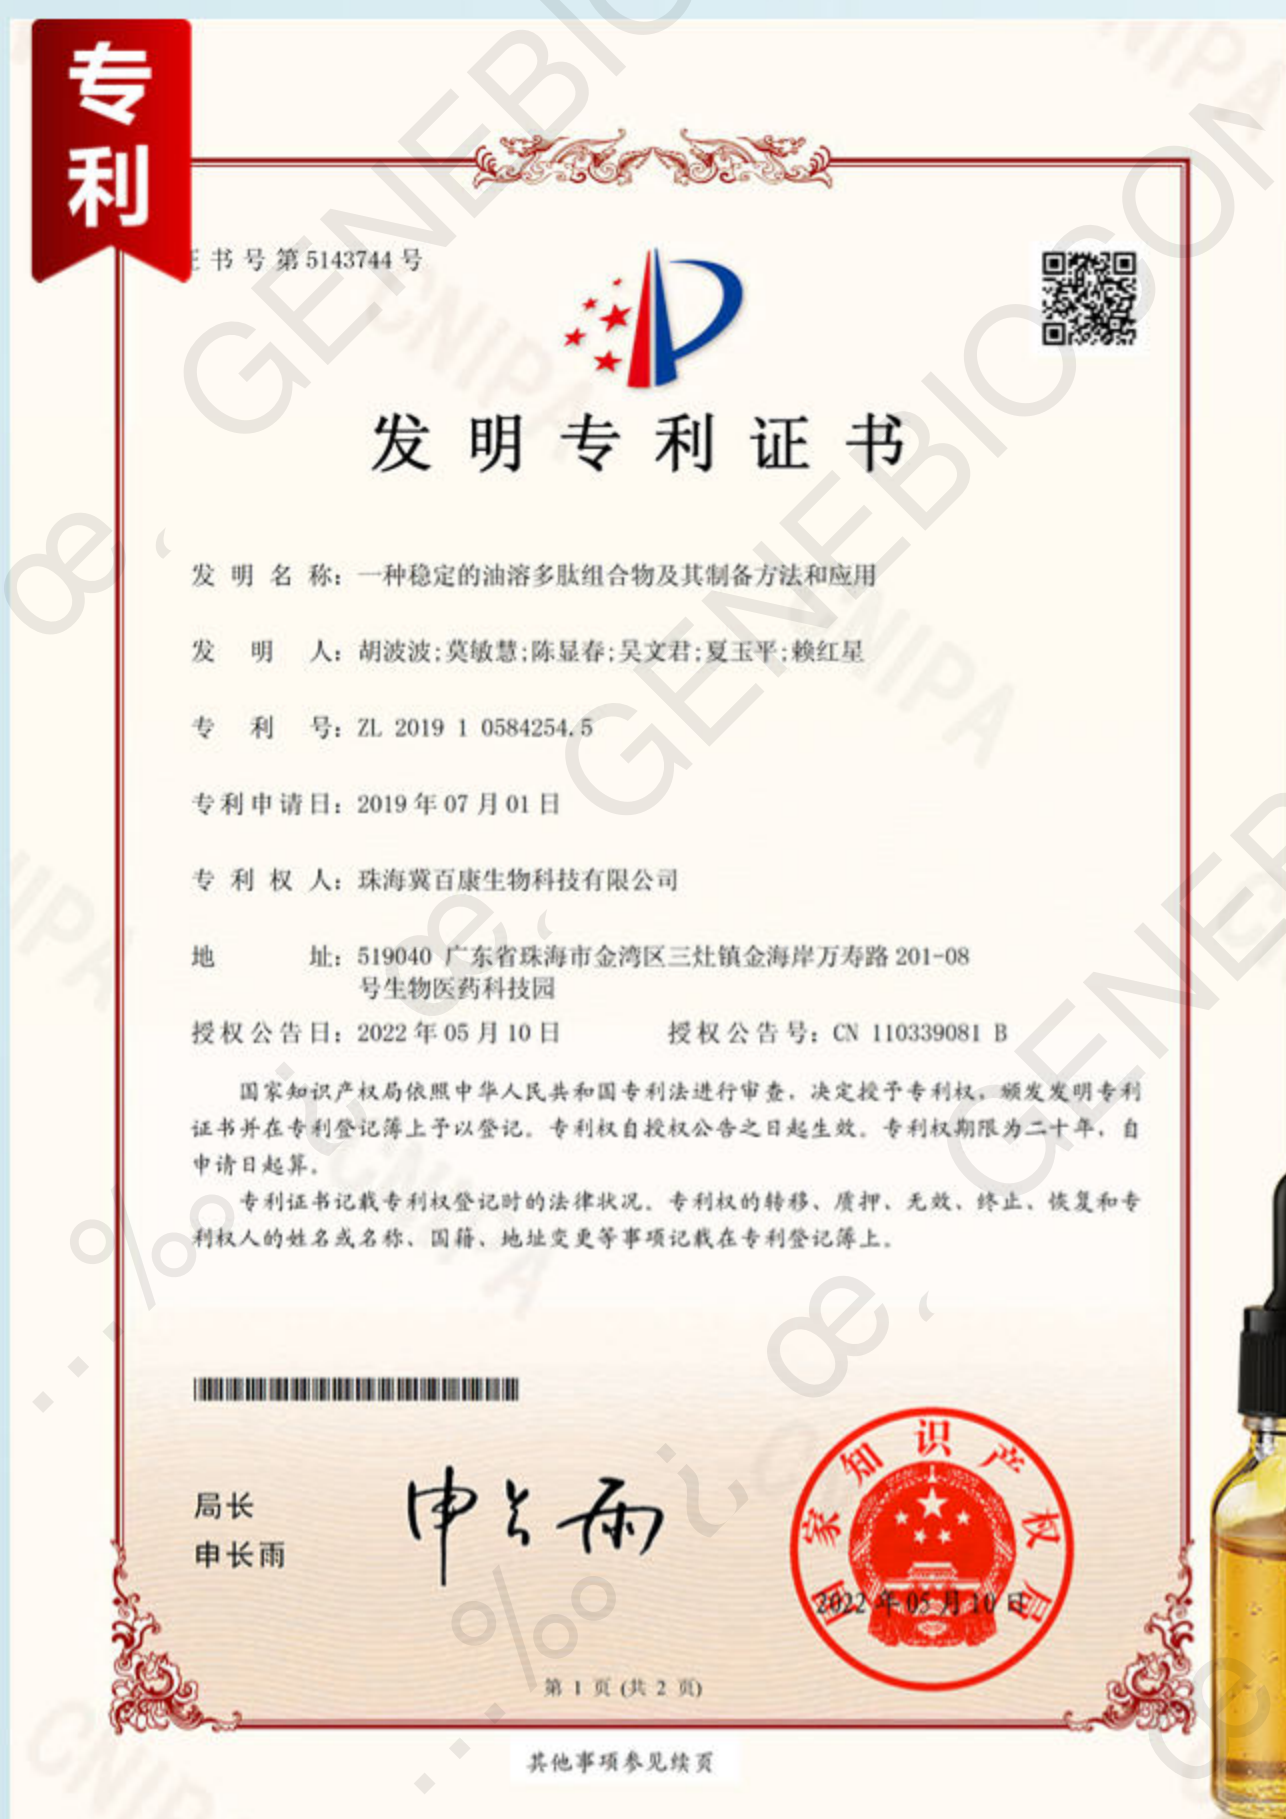 专
利
证书号第5143744号
发明专利证书
发明名称：一种稳定的油溶多肽组合物及其制备方法和应用
发明人：胡波波;莫敏慧;陈显春;吴文君;夏玉平;赖红星
专利号：ZL 2019 1 0584254.5
专利申请日：2019年07月01日
专利权人：珠海冀百康生物科技有限公司
地址：519040 广东省珠海市金湾区三灶镇金海岸万寿路201-08
号生物医药科技园
授权公告日：2022年05月10日 授权公告号：CN 110339081 B
国家知识产权局依照中华人民共和国专利法进行审查，决定授予专利权，颁发发明专利
证书并在专利登记簿上予以登记。专利权自授权公告之日起生效。专利权期限为二十年，自
申请日起算。
专利证书记载专利权登记时的法律状况。专利权的转移、质押、无效、终止、恢复和专
利权人的姓名或名称、国籍、地址变更等事项记载在专利登记簿上。
局长
申长雨
申长雨
国家知识产权局
2022年05月10日
第 1 页 (共 2 页)
其他事项参见续页
GENEBIOCON
GENEBIOCON
GENEB
CNIPA
CNIPA
CNIPA
CNIPA